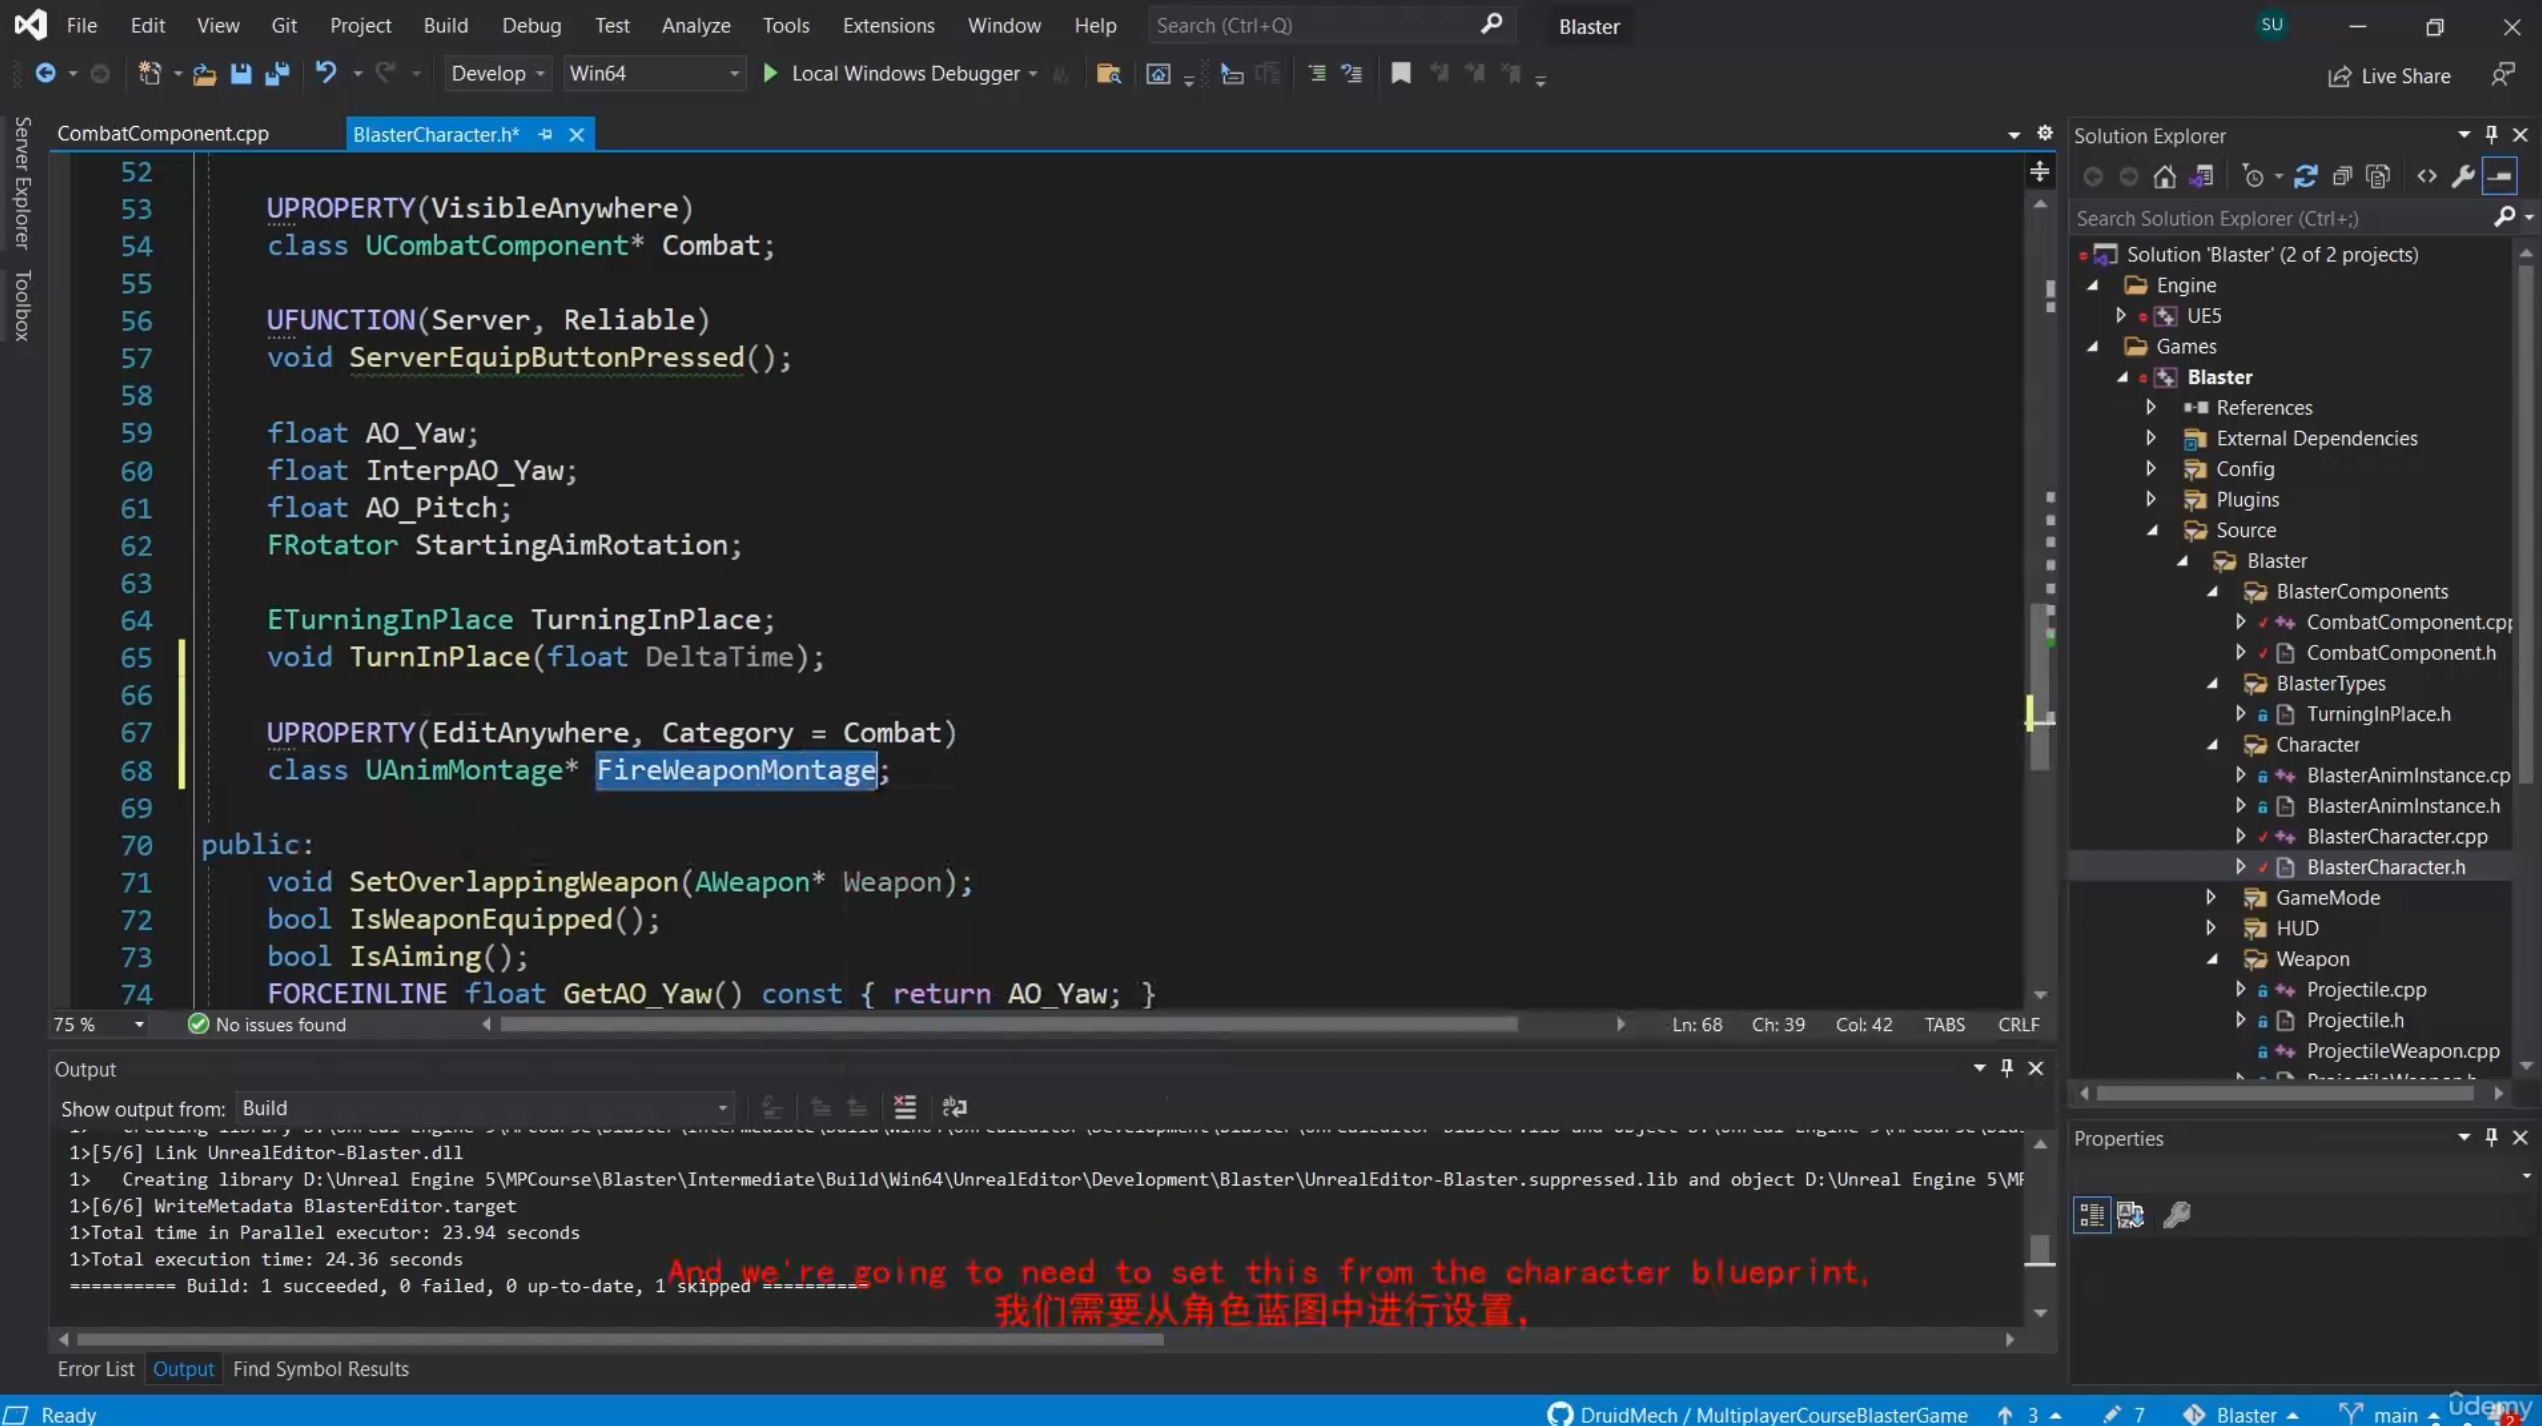 File Edit View Git Project Build Debug Test Analyze Tools Extensions Window Help Search (Ctrl+Q) Blaster SU
Develop Win64 Local Windows Debugger Live Share
Server Explorer
Toolbox
CombatComponent.cpp BlasterCharacter.h*
52
53 UPROPERTY(VisibleAnywhere)
54 class UCombatComponent* Combat;
55
56 UFUNCTION(Server, Reliable)
57 void ServerEquipButtonPressed();
58
59 float AO_Yaw;
60 float InterpAO_Yaw;
61 float AO_Pitch;
62 FRotator StartingAimRotation;
63
64 ETurningInPlace TurningInPlace;
65 void TurnInPlace(float DeltaTime);
66
67 UPROPERTY(EditAnywhere, Category = Combat)
68 class UAnimMontage* FireWeaponMontage;
69
70 public:
71 void SetOverlappingWeapon(AWeapon* Weapon);
72 bool IsWeaponEquipped();
73 bool IsAiming();
74 FORCEINLINE float GetAO_Yaw() const { return AO_Yaw; }
75 % No issues found Ln: 68 Ch: 39 Col: 42 TABS CRLF
Output
Show output from: Build
1>[5/6] Link UnrealEditor-Blaster.dll
1> Creating library D:\Unreal Engine 5\MPCourse\Blaster\Intermediate\Build\Win64\UnrealEditor\Development\Blaster\UnrealEditor-Blaster.suppressed.lib and object D:\Unreal Engine 5\MP
1>[6/6] WriteMetadata BlasterEditor.target
1>Total time in Parallel executor: 23.94 seconds
1>Total execution time: 24.36 seconds
========== Build: 1 succeeded, 0 failed, 0 up-to-date, 1 skipped ==========
And we're going to need to set this from the character blueprint,
我们需要从角色蓝图中进行设置，
Error List Output Find Symbol Results
Solution Explorer
Search Solution Explorer (Ctrl+;)
Solution 'Blaster' (2 of 2 projects)
Engine
UE5
Games
Blaster
References
External Dependencies
Config
Plugins
Source
Blaster
BlasterComponents
CombatComponent.cpp
CombatComponent.h
BlasterTypes
TurningInPlace.h
Character
BlasterAnimInstance.cp
BlasterAnimInstance.h
BlasterCharacter.cpp
BlasterCharacter.h
GameMode
HUD
Weapon
Projectile.cpp
Projectile.h
ProjectileWeapon.cpp
Properties
Ready DruidMech / MultiplayerCourseBlasterGame 3 7 Blaster main 2
ûdemy